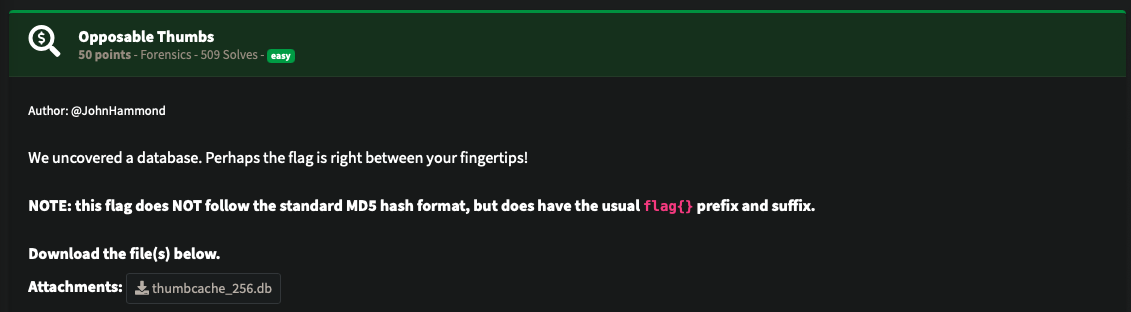 Opposable Thumbs
50 points - Forensics - 509 Solves - easy
Author: @JohnHammond
We uncovered a database. Perhaps the flag is right between your fingertips!
NOTE: this flag does NOT follow the standard MD5 hash format, but does have the usual flag{} prefix and suffix.
Download the file(s) below.
Attachments: thumbcache_256.db